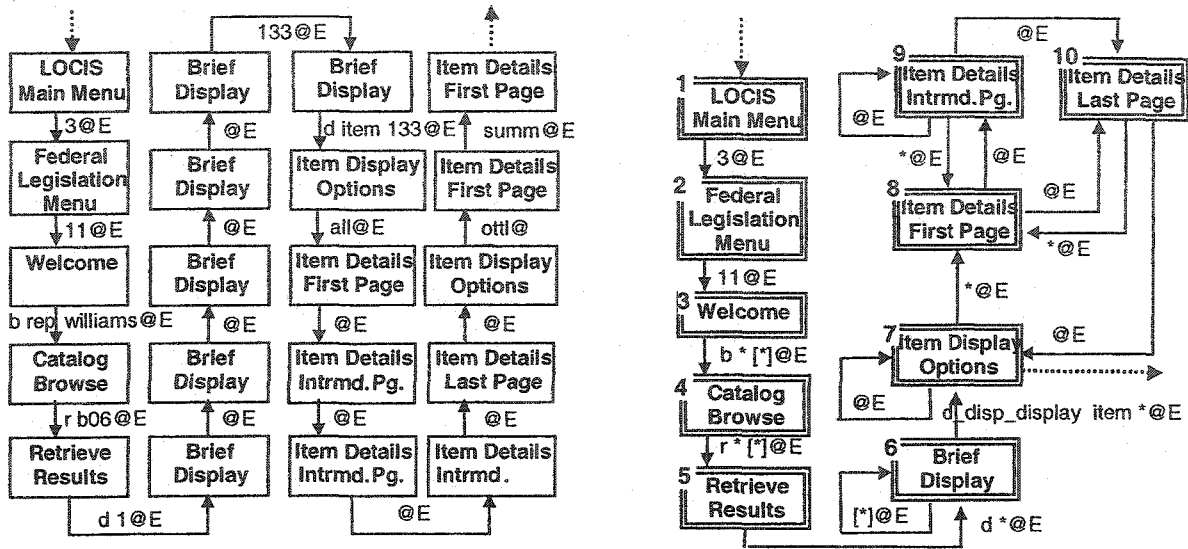 LOCIS
Main Menu
3@E
Federal
Legislation
Menu
11@E
Welcome
b rep williams@E
Catalog
Browse
r b06@E
Retrieve
Results
d 1@E
Brief
Display
@E
Brief
Display
@E
Brief
Display
@E
Brief
Display
@E
Brief
Display
133@E
Brief
Display
d item 133@E
Item Display
Options
all@E
Item Details
First Page
@E
Item Details
Intrmd.Pg.
@E
Item Details
Intrmd.Pg.
@E
Item Details
Intrmd.
@E
Item Details
Last Page
@E
Item Display
Options
ottl@
Item Details
First Page
summ@E
Item Details
First Page
1
LOCIS
Main Menu
3@E
2
Federal
Legislation
Menu
11@E
3
Welcome
b * [*]@E
4
Catalog
Browse
r * [*]@E
5
Retrieve
Results
d *@E
6
Brief
Display
[*]@E
d_disp_display item *@E
7
Item Display
Options
@E
*@E
8
Item Details
First Page
*@E
@E
9
Item Details
Intrmd.Pg.
@E
@E
10
Item Details
Last Page
@E
*@E
@E